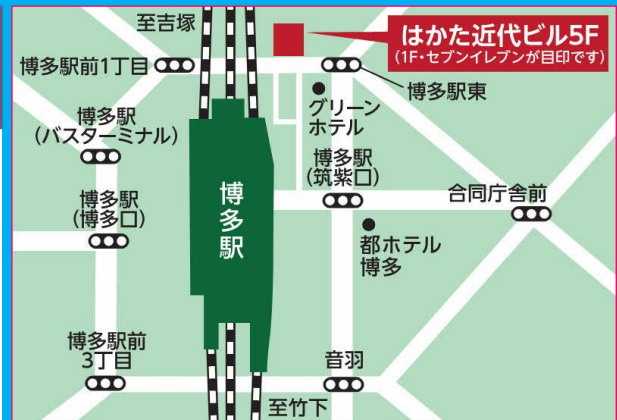 至吉塚
はかた近代ビル5F
(1F・セブンイレブンが目印です)
博多駅前1丁目
博多駅東
グリーン
ホテル
博多駅
(バスターミナル)
博多駅
(筑紫口)
博多駅
合同庁舎前
博多駅
(博多口)
都ホテル
博多
博多駅前
3丁目
音羽
至竹下